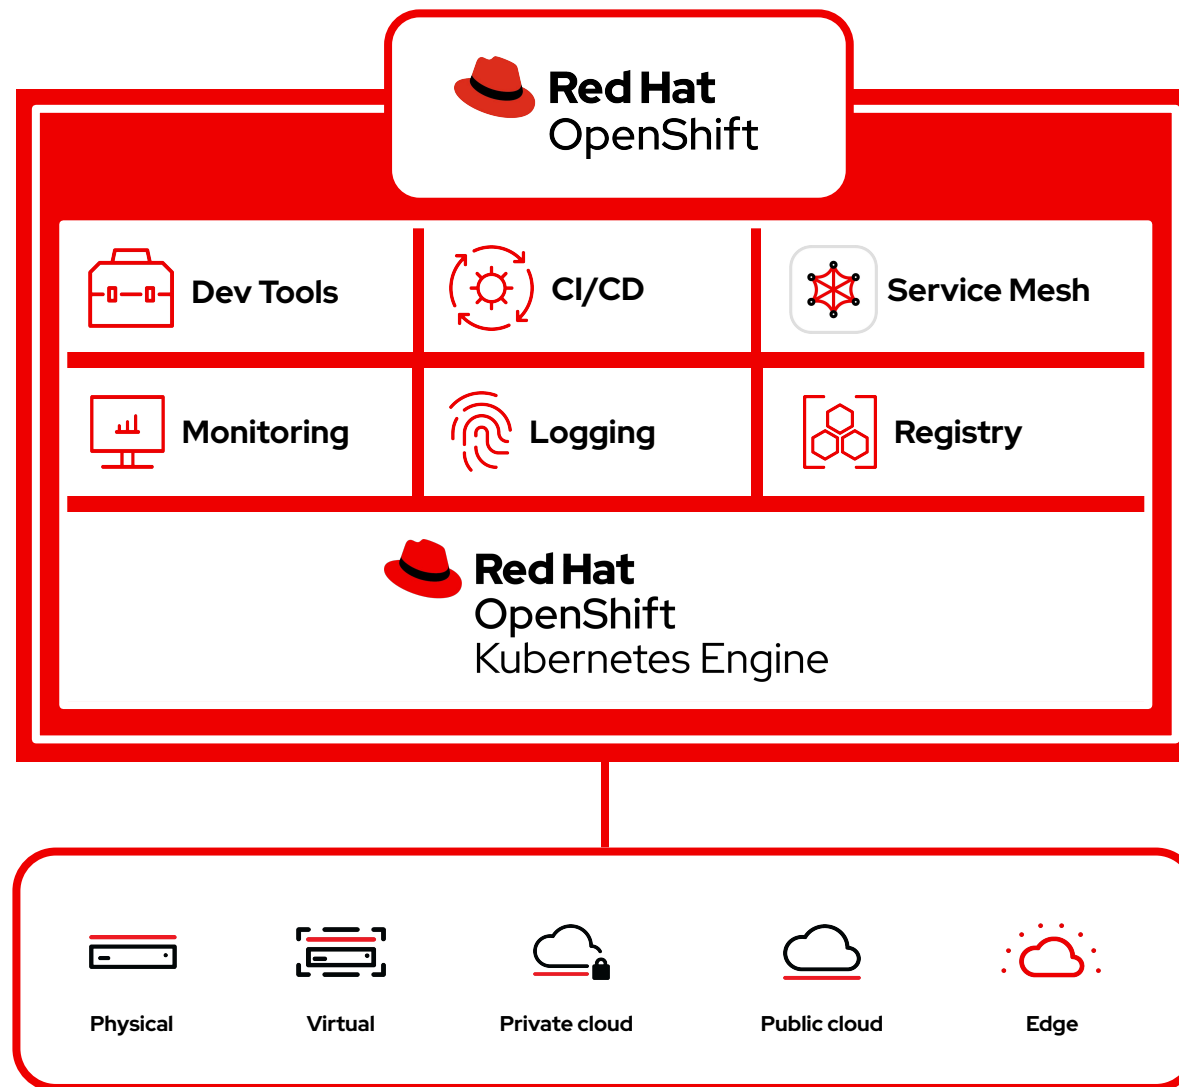 Red Hat
OpenShift
Dev Tools
CI/CD
Service Mesh
Monitoring
Logging
Registry
Red Hat
OpenShift
Kubernetes Engine
Physical
Virtual
Private cloud
Public cloud
Edge